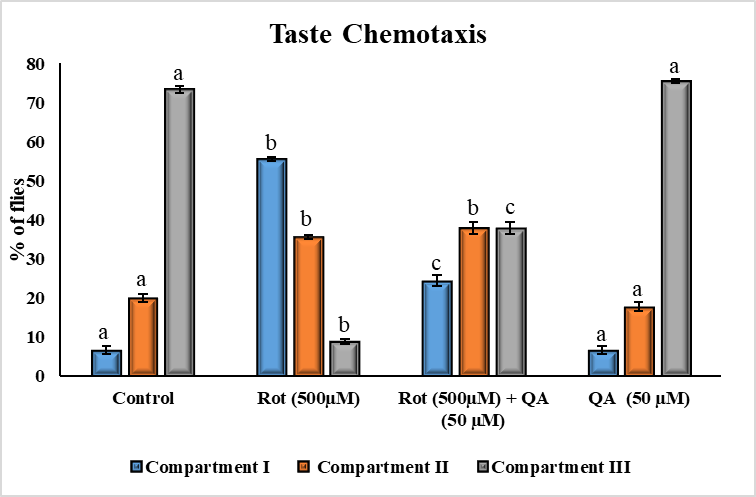 Taste Chemotaxis
% of flies
80
70
60
50
40
30
20
10
0
a
a
a
b
b
b
c
b
c
a
a
a
Control
Rot (500µM)
Rot (500µM) + QA
(50 µM)
QA (50 µM)
Compartment I
Compartment II
Compartment III